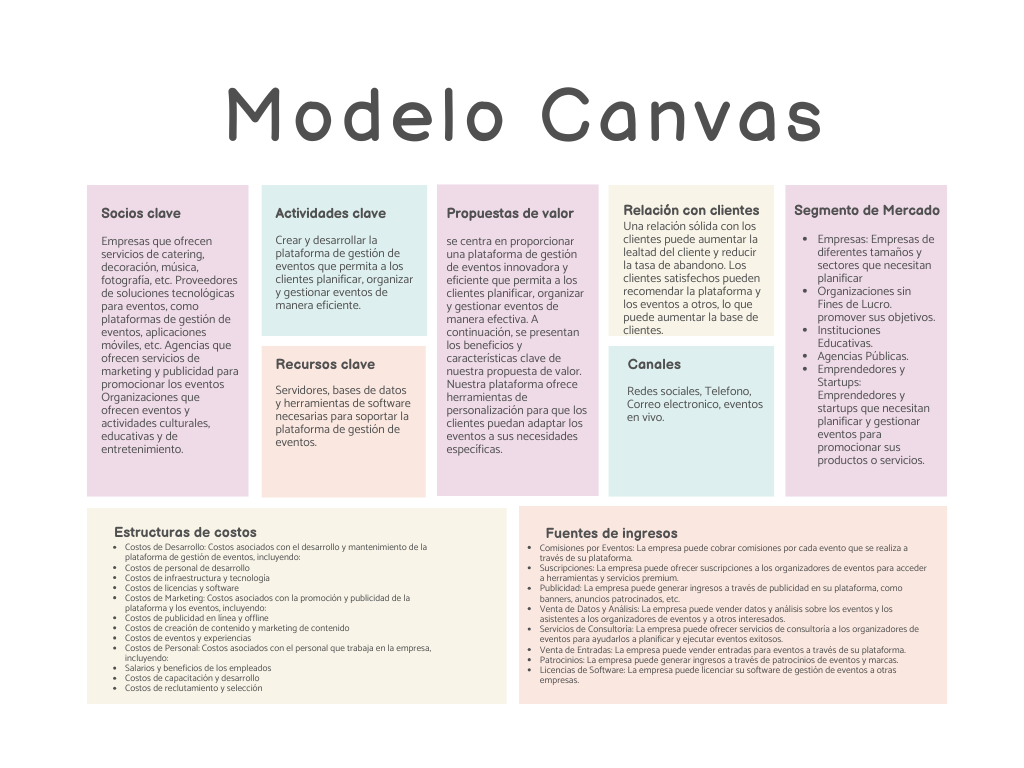 Modelo Canvas
Socios clave
Empresas que ofrecen
servicios de catering,
decoración, música,
fotografía, etc. Proveedores
de soluciones tecnológicas
para eventos, como
plataformas de gestión de
eventos, aplicaciones
móviles, etc. Agencias que
ofrecen servicios de
marketing y publicidad para
promocionar los eventos
Organizaciones que
ofrecen eventos y
actividades culturales,
educativas y de
entretenimiento.
Actividades clave
Crear y desarrollar la
plataforma de gestión de
eventos que permita a los
clientes planificar, organizar
y gestionar eventos de
manera eficiente.
Recursos clave
Servidores, bases de datos
y herramientas de software
necesarias para soportar la
plataforma de gestión de
eventos.
Propuestas de valor
se centra en proporcionar
una plataforma de gestión
de eventos innovadora y
eficiente que permita a los
clientes planificar, organizar
y gestionar eventos de
manera efectiva. A
continuación, se presentan
los beneficios y
características clave de
nuestra propuesta de valor.
Nuestra plataforma ofrece
herramientas de
personalización para que los
clientes puedan adaptar los
eventos a sus necesidades
específicas.
Relación con clientes
Una relación sólida con los
clientes puede aumentar la
lealtad del cliente y reducir
la tasa de abandono. Los
clientes satisfechos pueden
recomendar la plataforma y
los eventos a otros, lo que
puede aumentar la base de
clientes.
Canales
Redes sociales, Telefono,
Correo electronico, eventos
en vivo.
Segmento de Mercado
• Empresas: Empresas de
diferentes tamaños y
sectores que necesitan
planificar
• Organizaciones sin
Fines de Lucro.
promover sus objetivos.
• Instituciones
Educativas.
• Agencias Públicas.
• Emprendedores y
Startups:
Emprendedores y
startups que necesitan
planificar y gestionar
eventos para
promocionar sus
productos o servicios.
Estructuras de costos
• Costos de Desarrollo: Costos asociados con el desarrollo y mantenimiento de la
plataforma de gestión de eventos, incluyendo:
• Costos de personal de desarrollo
• Costos de infraestructura y tecnología
• Costos de licencias y software
• Costos de Marketing: Costos asociados con la promoción y publicidad de la
plataforma y los eventos, incluyendo:
• Costos de publicidad en línea y offline
• Costos de creación de contenido y marketing de contenido
• Costos de eventos y experiencias
• Costos de Personal: Costos asociados con el personal que trabaja en la empresa,
incluyendo:
• Salarios y beneficios de los empleados
• Costos de capacitación y desarrollo
• Costos de reclutamiento y selección
Fuentes de ingresos
• Comisiones por Eventos: La empresa puede cobrar comisiones por cada evento que se realiza a
través de su plataforma.
• Suscripciones: La empresa puede ofrecer suscripciones a los organizadores de eventos para acceder
a herramientas y servicios premium.
• Publicidad: La empresa puede generar ingresos a través de publicidad en su plataforma, como
banners, anuncios patrocinados, etc.
• Venta de Datos y Análisis: La empresa puede vender datos y análisis sobre los eventos y los
asistentes a los organizadores de eventos y a otros interesados.
• Servicios de Consultoría: La empresa puede ofrecer servicios de consultoría a los organizadores de
eventos para ayudarlos a planificar y ejecutar eventos exitosos.
• Venta de Entradas: La empresa puede vender entradas para eventos a través de su plataforma.
• Patrocinios: La empresa puede generar ingresos a través de patrocinios de eventos y marcas.
• Licencias de Software: La empresa puede licenciar su software de gestión de eventos a otras
empresas.